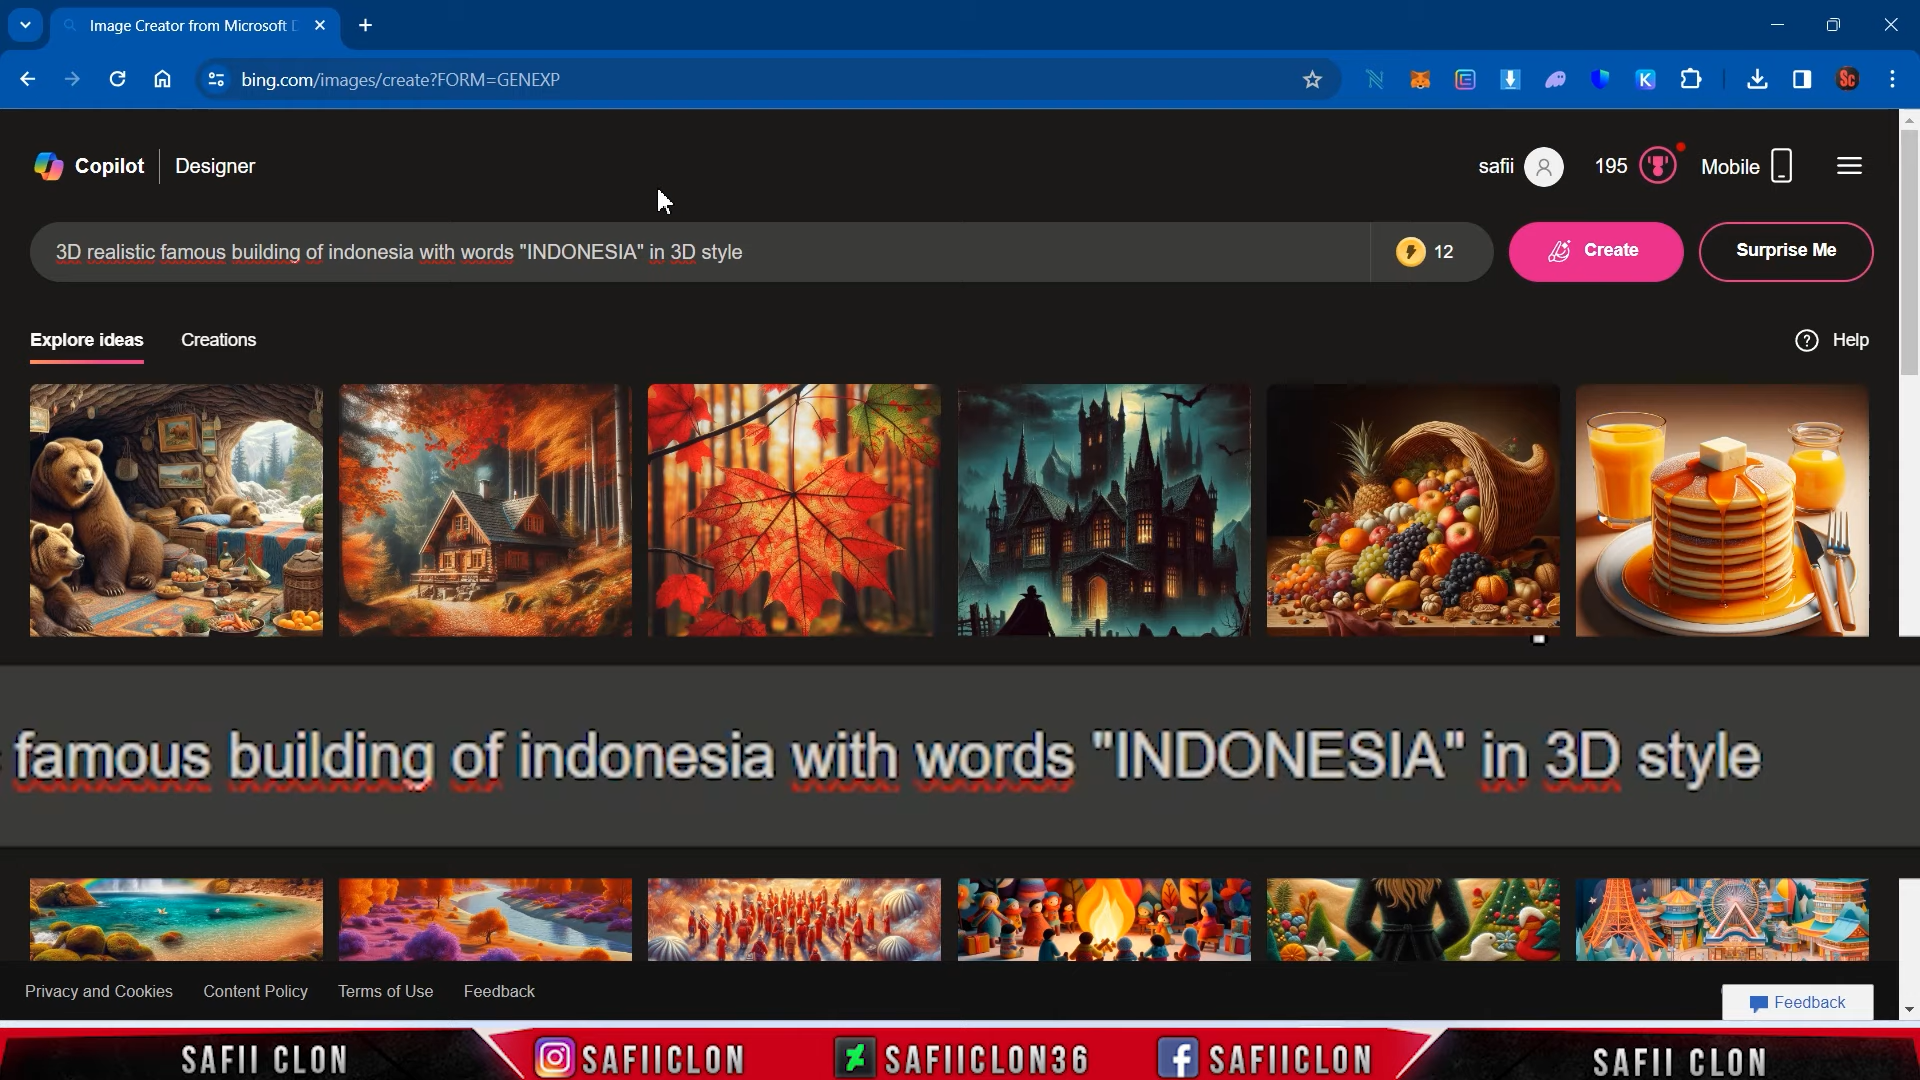 Image Creator from Microsoft
bing.com/images/create?FORM=GENEXP
K
Sc
Copilot
Designer
safii
195
Mobile
3D realistic famous building of indonesia with words "INDONESIA" in 3D style
12
Create
Surprise Me
Explore ideas
Creations
? Help
famous building of indonesia with words "INDONESIA" in 3D style
Privacy and Cookies
Content Policy
Terms of Use
Feedback
Feedback
SAFII CLON
SAFIICLON
SAFIICLON36
SAFIICLON
SAFII CLON